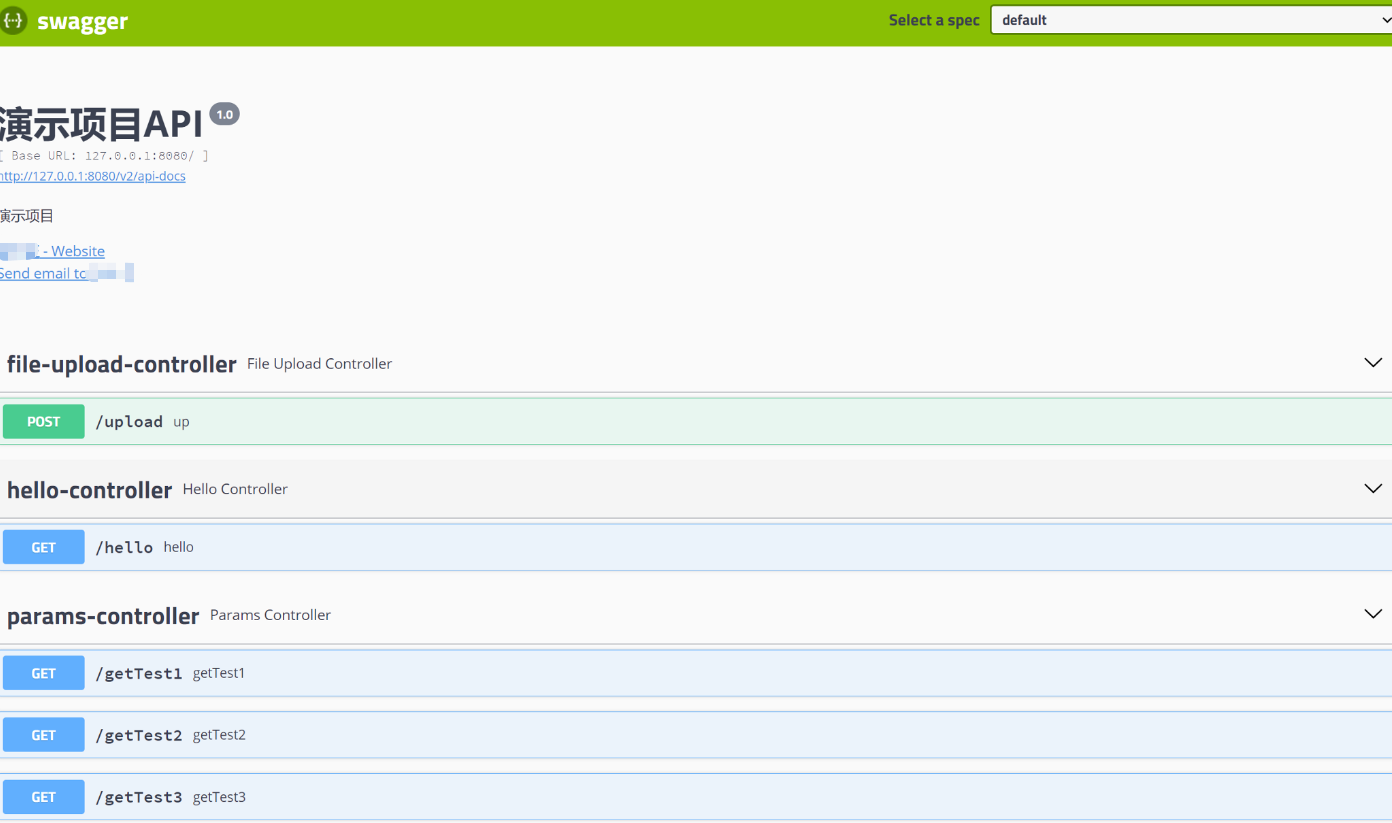 {··} swagger Select a spec default
演示项目API 1.0
[ Base URL: 127.0.0.1:8080/ ]
http://127.0.0.1:8080/v2/api-docs
演示项目
- Website
Send email to
file-upload-controller File Upload Controller
POST /upload up
hello-controller Hello Controller
GET /hello hello
params-controller Params Controller
GET /getTest1 getTest1
GET /getTest2 getTest2
GET /getTest3 getTest3